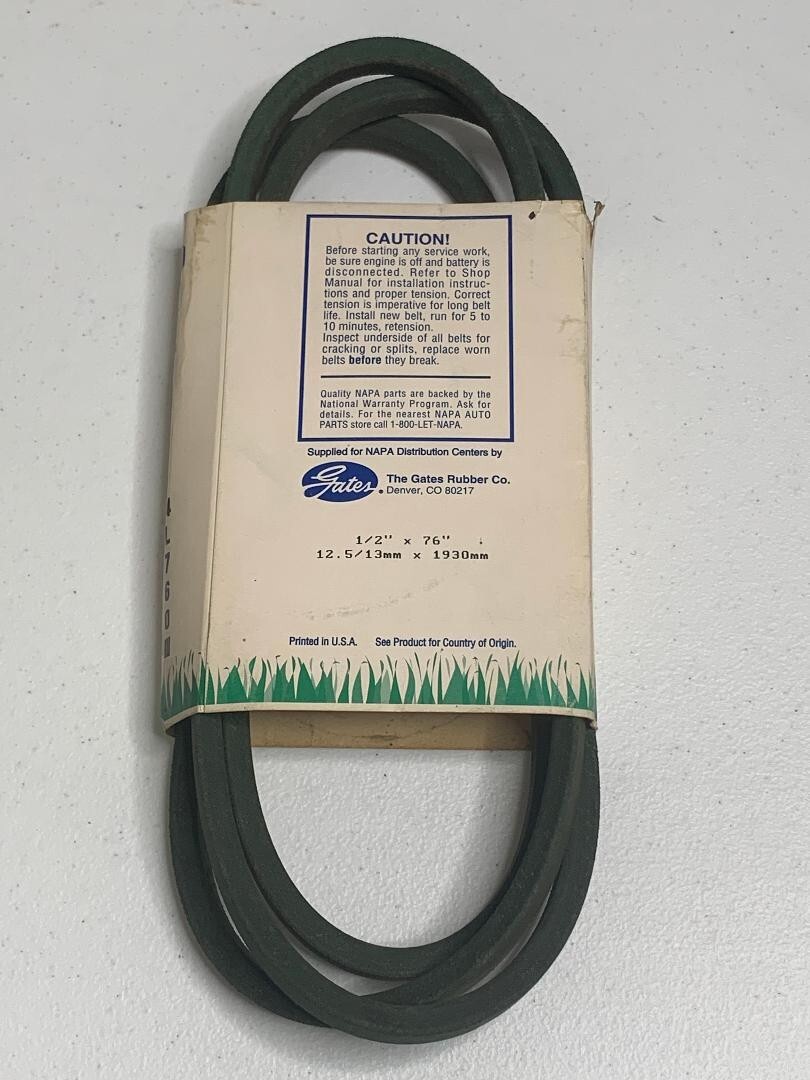 CAUTION!
Before starting any service work,
be sure engine is off and battery is
disconnected. Refer to Shop
Manual for installation instruc-
tions and proper tension. Correct
tension is imperative for long belt
life. Install new belt, run for 5 to
10 minutes, retension.
Inspect underside of all belts for
cracking or splits, replace worn
belts before they break.
Quality NAPA parts are backed by the
National Warranty Program. Ask for
details. For the nearest NAPA AUTO
PARTS store call 1-800-LET-NAPA.
Supplied for NAPA Distribution Centers by
Gates.
The Gates Rubber Co.
Denver, CO 80217
1/2" x 76"
12.5/13mm x 1930mm
Printed in U.S.A. See Product for Country of Origin.
4L760